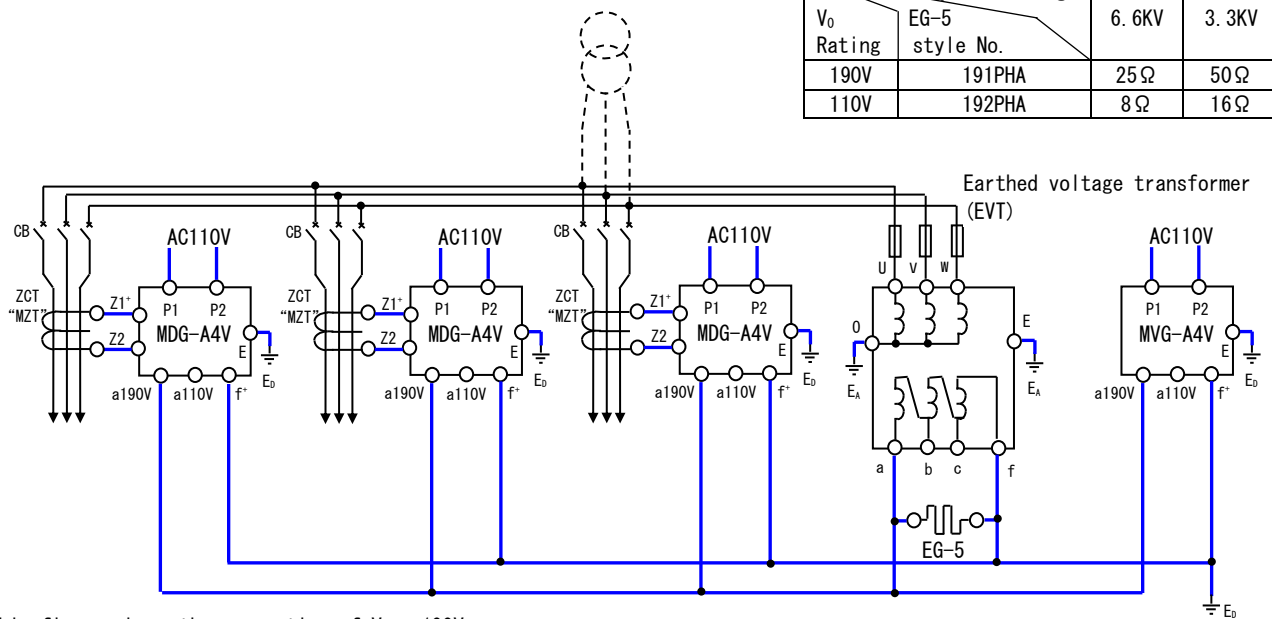 V₀ EG-5 6.6KV 3.3KV
Rating style No.
190V 191PHA 25Ω 50Ω
110V 192PHA 8Ω 16Ω
Earthed voltage transformer
(EVT)
CB AC110V
ZCT
"MZT"
Z1⁺
Z2
P1 P2
MDG-A4V
E
E_D
a190V a110V f⁺
CB AC110V
ZCT
"MZT"
Z1⁺
Z2
P1 P2
MDG-A4V
E
E_D
a190V a110V f⁺
CB AC110V
ZCT
"MZT"
Z1⁺
Z2
P1 P2
MDG-A4V
E
E_D
a190V a110V f⁺
U V W
O
E_A
E
E_A
a b c f
EG-5
AC110V
P1 P2
MVG-A4V
E
E_D
a190V a110V f⁺
E_D